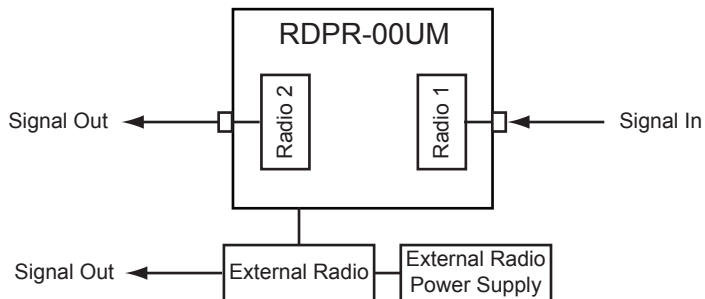 RDPR-00UM
Signal Out
Radio 2
Radio 1
Signal In
Signal Out
External Radio
External Radio
Power Supply